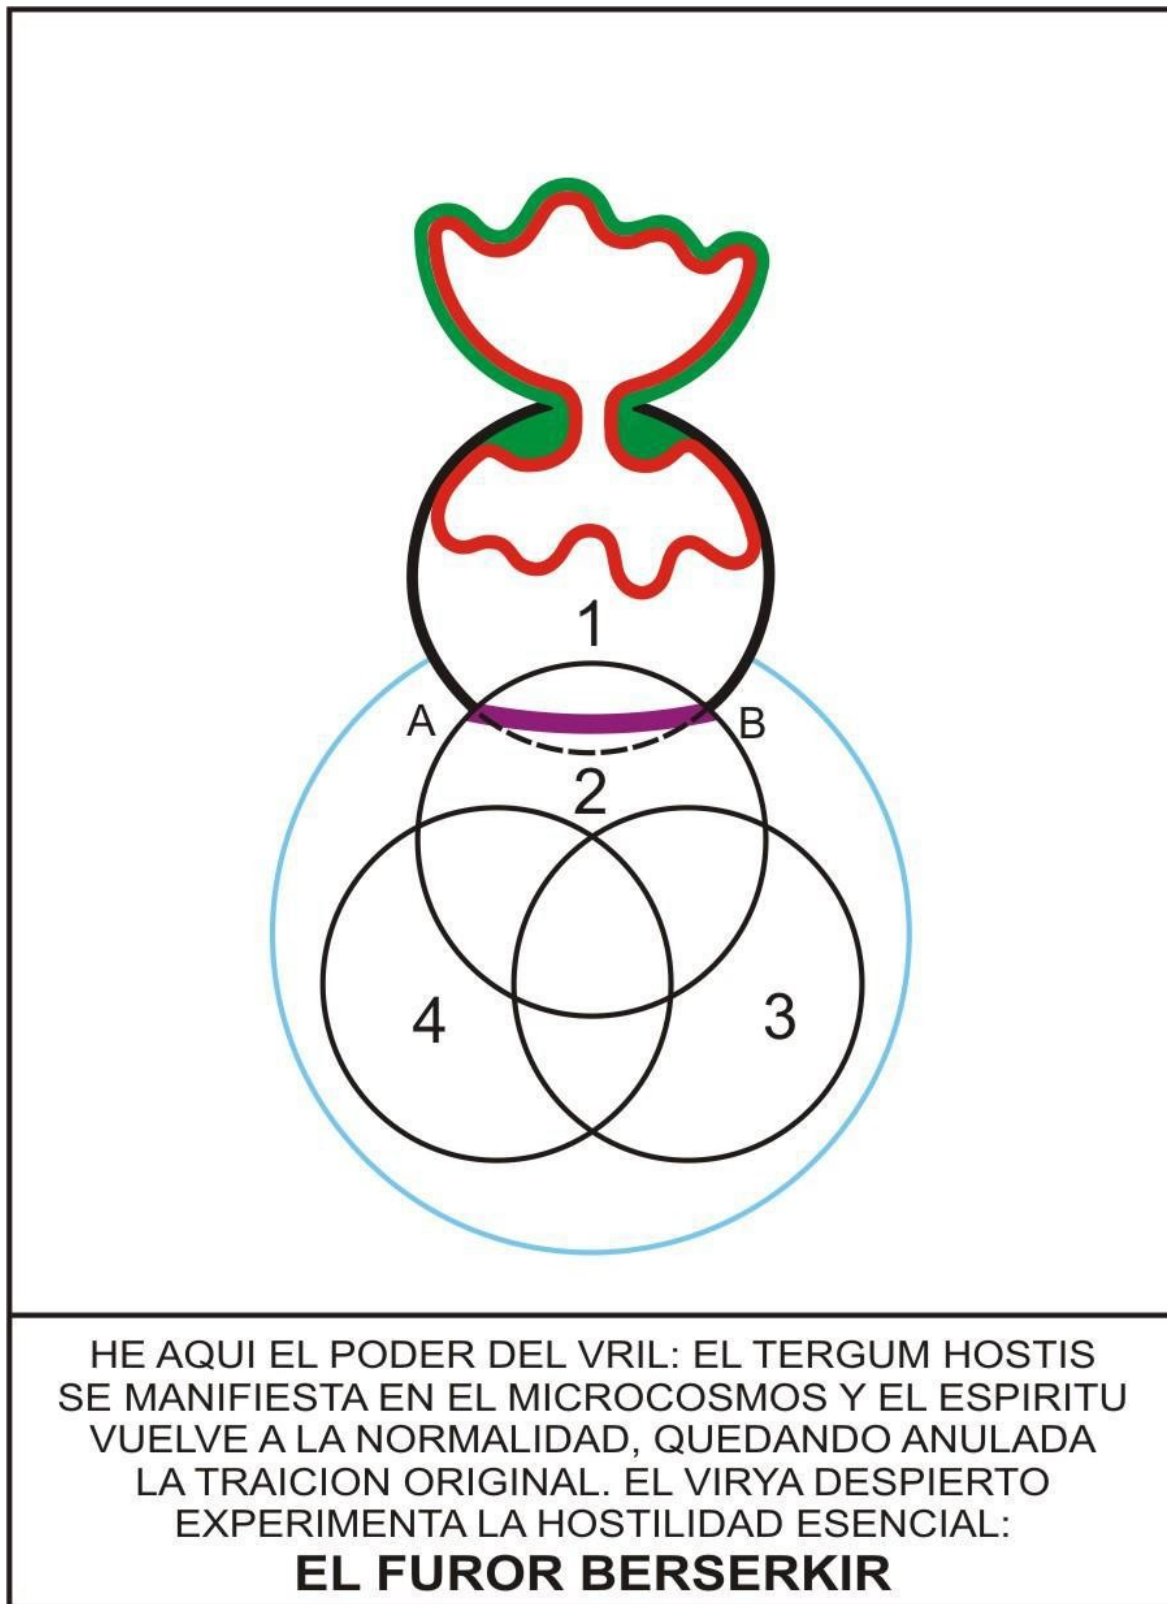 1
A
B
2
4
3
HE AQUI EL PODER DEL VRIL: EL TERGUM HOSTIS
SE MANIFIESTA EN EL MICROCOSMOS Y EL ESPIRITU
VUELVE A LA NORMALIDAD, QUEDANDO ANULADA
LA TRAICION ORIGINAL. EL VIRYA DESPIERTO
EXPERIMENTA LA HOSTILIDAD ESENCIAL:
EL FUROR BERSERKIR